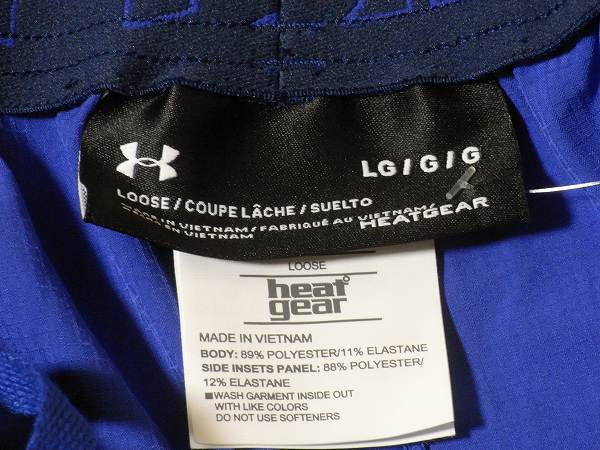 LG / G / G
LOOSE / COUPE LÂCHE / SUELTO
MADE IN VIETNAM / FABRIQUÉ AU VIETNAM /
EN VIETNAM
HEATGEAR
LOOSE
heat
gear
MADE IN VIETNAM
BODY: 89% POLYESTER/11% ELASTANE
SIDE INSETS PANEL: 88% POLYESTER/
12% ELASTANE
WASH GARMENT INSIDE OUT
WITH LIKE COLORS
DO NOT USE SOFTENERS